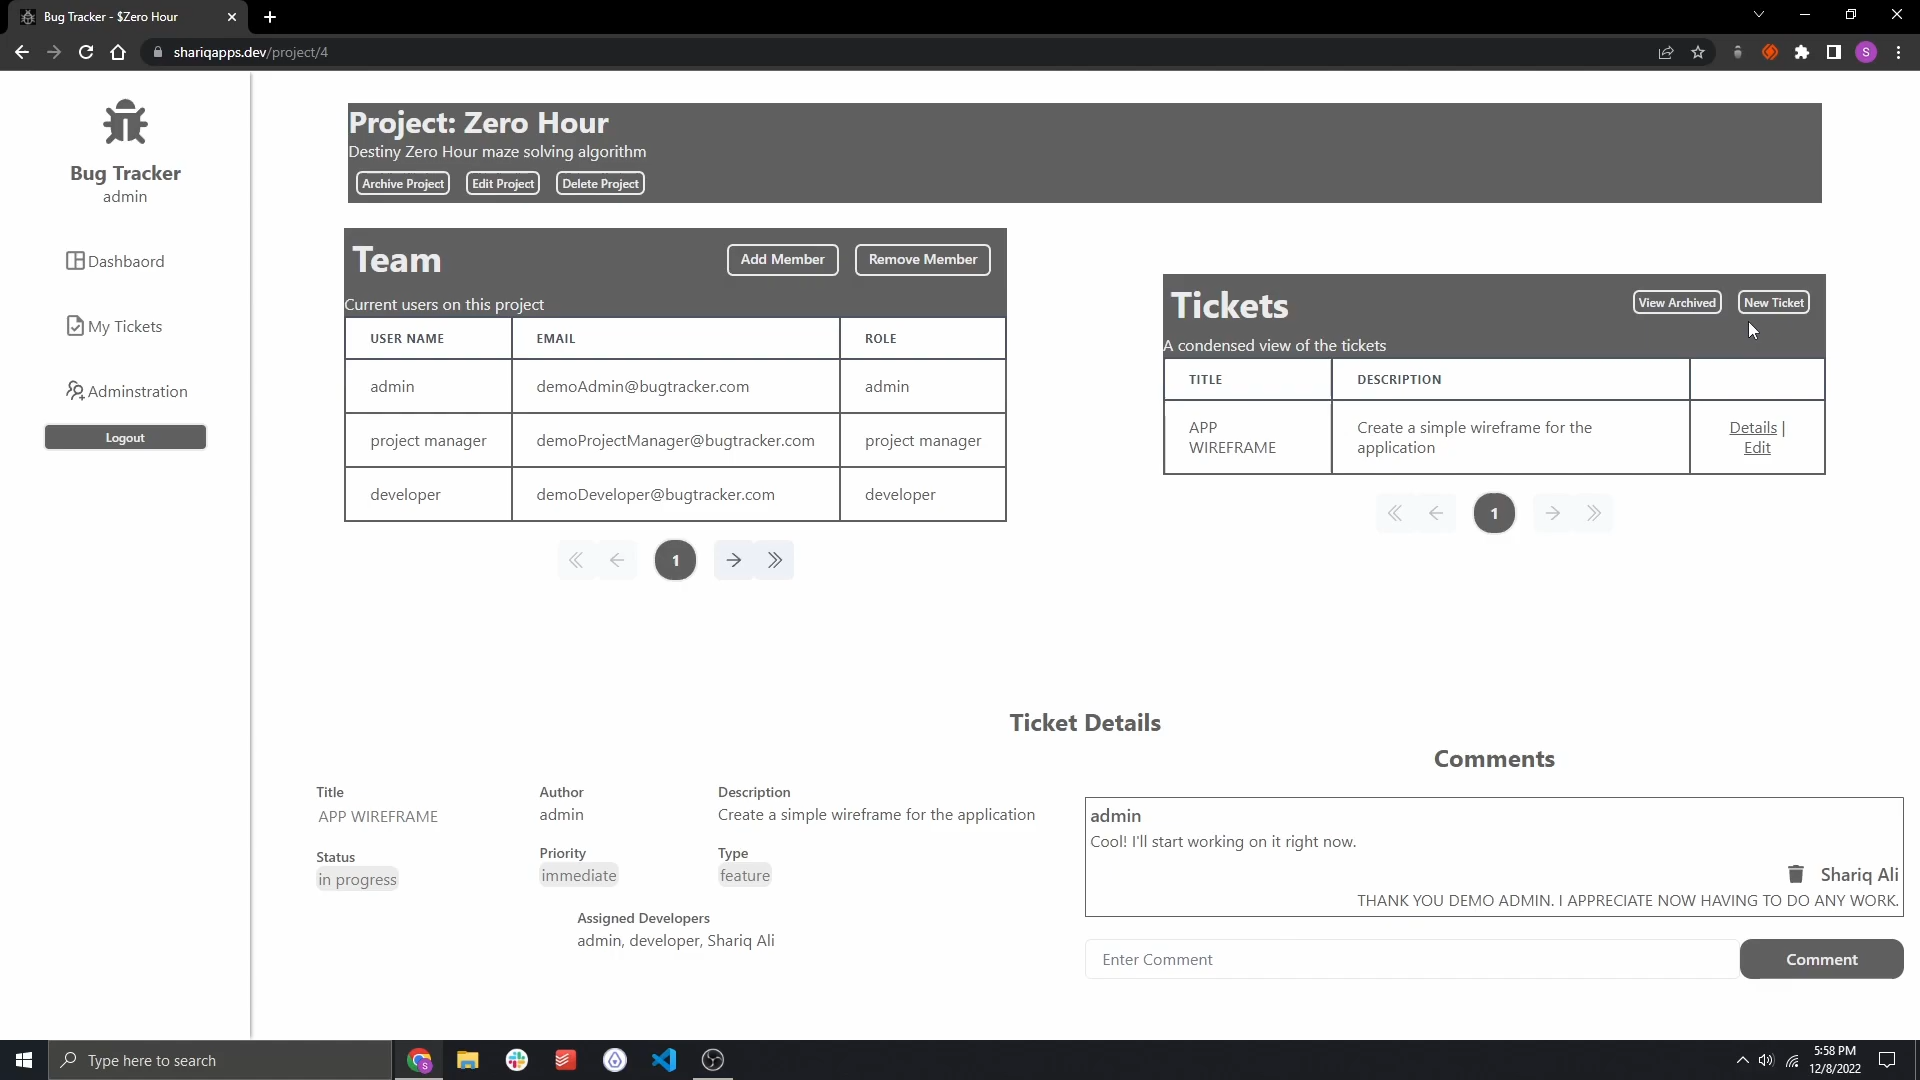 Bug Tracker - $Zero Hour
shariqapps.dev/project/4
S
Bug Tracker
admin
Dashbaord
My Tickets
Adminstration
Logout
Project: Zero Hour
Destiny Zero Hour maze solving algorithm
Archive Project Edit Project Delete Project
Team Add Member Remove Member
Current users on this project
USER NAME EMAIL ROLE
admin demoAdmin@bugtracker.com admin
project manager demoProjectManager@bugtracker.com project manager
developer demoDeveloper@bugtracker.com developer
1
Tickets View Archived New Ticket
A condensed view of the tickets
TITLE DESCRIPTION
APP Create a simple wireframe for the Details |
WIREFRAME application Edit
1
Ticket Details
Title Author Description
APP WIREFRAME admin Create a simple wireframe for the application
Status Priority Type
in progress immediate feature
Assigned Developers
admin, developer, Shariq Ali
Comments
admin
Cool! I'll start working on it right now.
Shariq Ali
THANK YOU DEMO ADMIN. I APPRECIATE NOW HAVING TO DO ANY WORK.
Enter Comment Comment
Type here to search
S
5:58 PM
12/8/2022